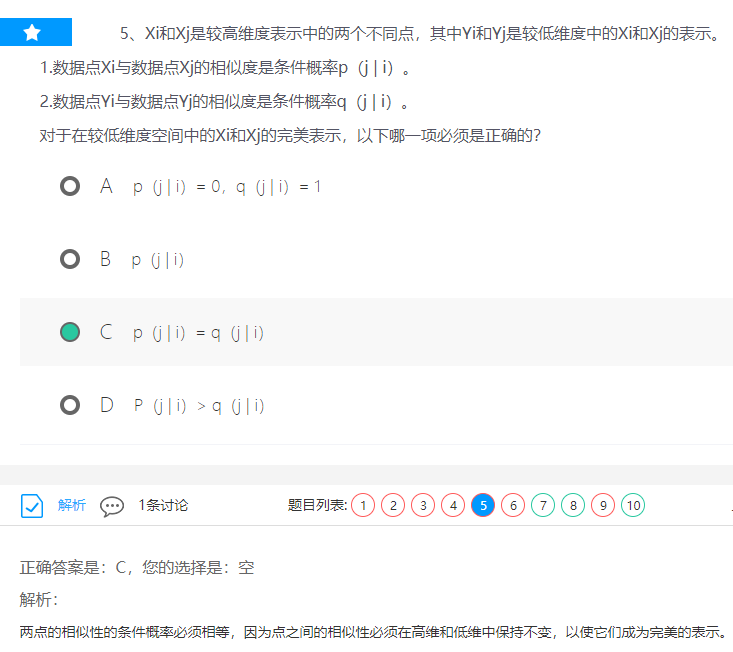 5、Xi和Xj是较高维度表示中的两个不同点，其中Yi和Yj是较低维度中的Xi和Xj的表示。
1.数据点Xi与数据点Xj的相似度是条件概率p（j | i）。
2.数据点Yi与数据点Yj的相似度是条件概率q（j | i）。
对于在较低维度空间中的Xi和Xj的完美表示，以下哪一项必须是正确的？
A p（j | i）= 0，q（j | i）= 1
B p（j | i）
C p（j | i）= q（j | i）
D P（j | i）> q（j | i）
解析 1条讨论 题目列表: 1 2 3 4 5 6 7 8 9 10
正确答案是：C，您的选择是：空
解析：
两点的相似性的条件概率必须相等，因为点之间的相似性必须在高维和低维中保持不变，以使它们成为完美的表示。